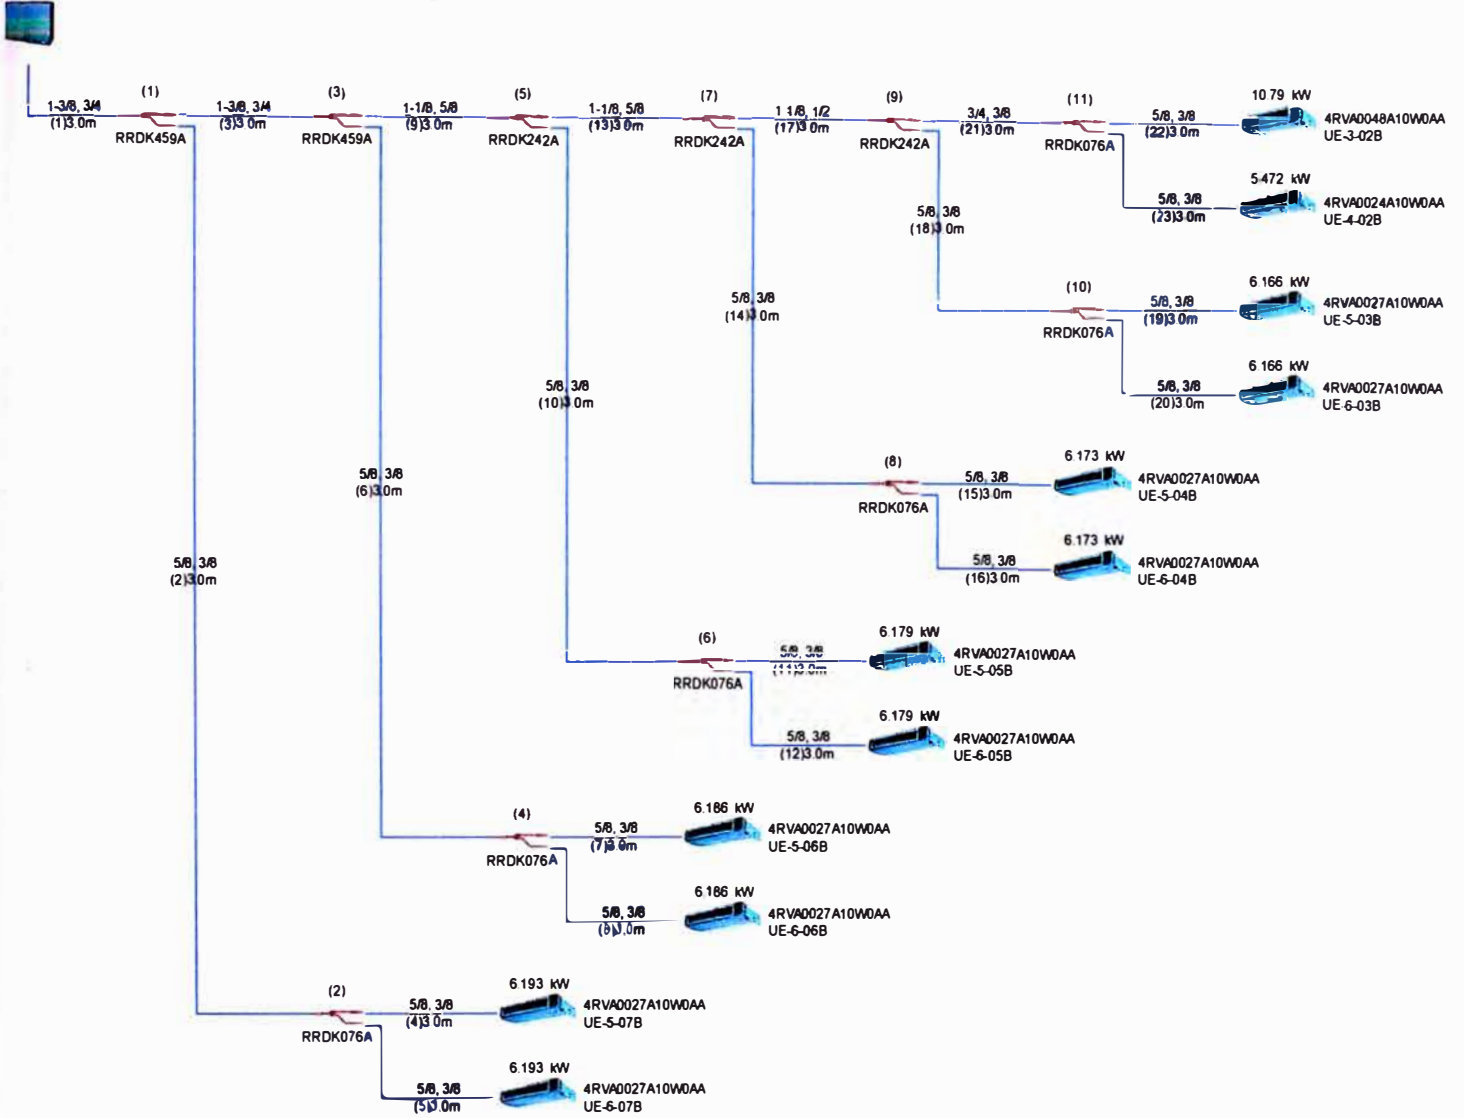 (1)
(3)
(5)
(7)
(9)
(11)
10.79 kW
1-3/8, 3/4
(1)3.0m
1-3/8, 3/4
(3)3.0m
1-1/8, 5/8
(9)3.0m
1-1/8, 5/8
(13)3.0m
1 1/8, 1/2
(17)3.0m
3/4, 3/8
(21)3.0m
5/8, 3/8
(22)3.0m
4RVA0048A10W0AA
UE-3-02B
RRDK459A
RRDK459A
RRDK242A
RRDK242A
RRDK242A
RRDK076A
5.472 kW
5/8, 3/8
(23)3.0m
4RVA0024A10W0AA
UE-4-02B
5/8, 3/8
(18)3.0m
(10)
6.166 kW
5/8, 3/8
(19)3.0m
4RVA0027A10W0AA
UE-5-03B
RRDK076A
5/8, 3/8
(14)3.0m
6.166 kW
5/8, 3/8
(20)3.0m
4RVA0027A10W0AA
UE-6-03B
5/8, 3/8
(10)3.0m
(8)
6.173 kW
5/8, 3/8
(15)3.0m
4RVA0027A10W0AA
UE-5-04B
RRDK076A
5/8, 3/8
(6)3.0m
6.173 kW
5/8, 3/8
(16)3.0m
4RVA0027A10W0AA
UE-6-04B
5/8, 3/8
(2)3.0m
(6)
6.179 kW
5/8, 3/8
(11)3.0m
4RVA0027A10W0AA
UE-5-05B
RRDK076A
6.179 kW
5/8, 3/8
(12)3.0m
4RVA0027A10W0AA
UE-6-05B
(4)
6.186 kW
5/8, 3/8
(7)3.0m
4RVA0027A10W0AA
UE-5-06B
RRDK076A
6.186 kW
5/8, 3/8
(8)3.0m
4RVA0027A10W0AA
UE-6-06B
(2)
6.193 kW
5/8, 3/8
(4)3.0m
4RVA0027A10W0AA
UE-5-07B
RRDK076A
6.193 kW
5/8, 3/8
(5)3.0m
4RVA0027A10W0AA
UE-6-07B